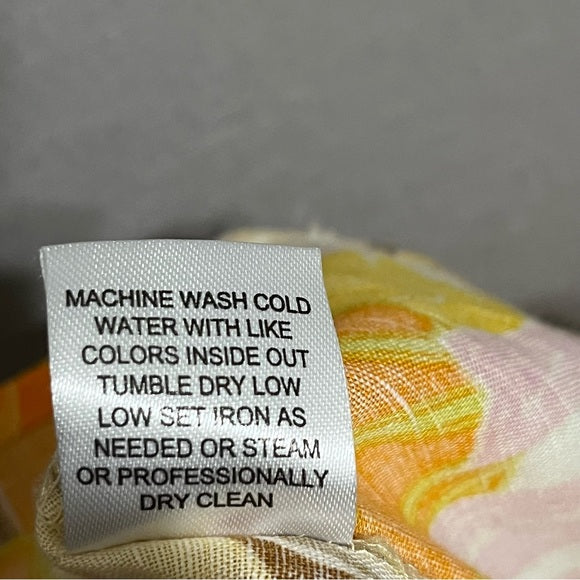 MACHINE WASH COLD
WATER WITH LIKE
COLORS INSIDE OUT
TUMBLE DRY LOW
LOW SET IRON AS
NEEDED OR STEAM
OR PROFESSIONALLY
DRY CLEAN